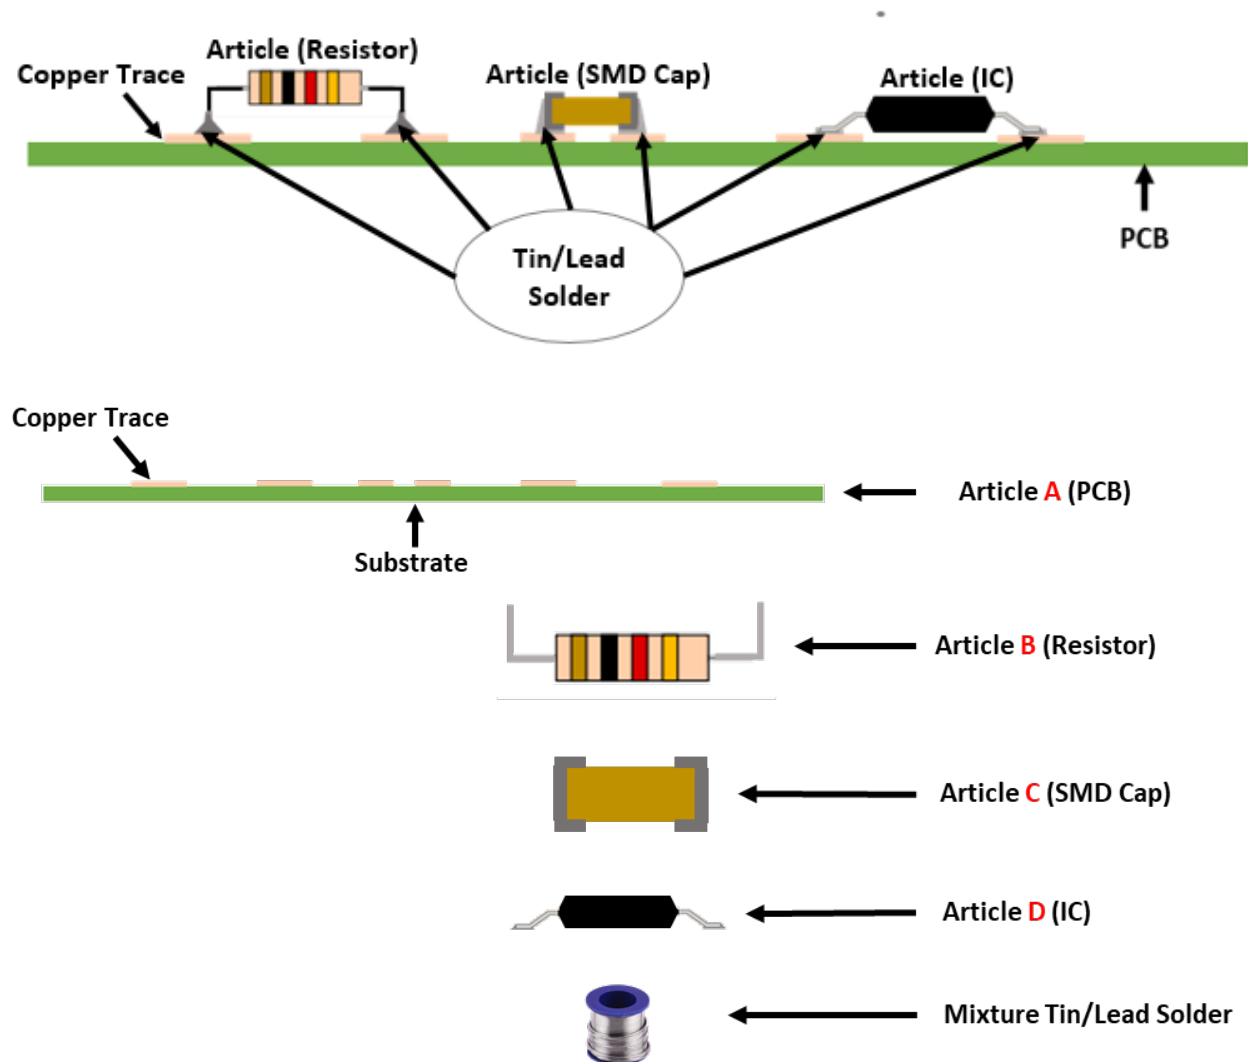 Article (Resistor)
Copper Trace
Article (SMD Cap)
Article (IC)
Tin/Lead
Solder
PCB
Copper Trace
Article A (PCB)
Substrate
Article B (Resistor)
Article C (SMD Cap)
Article D (IC)
Mixture Tin/Lead Solder